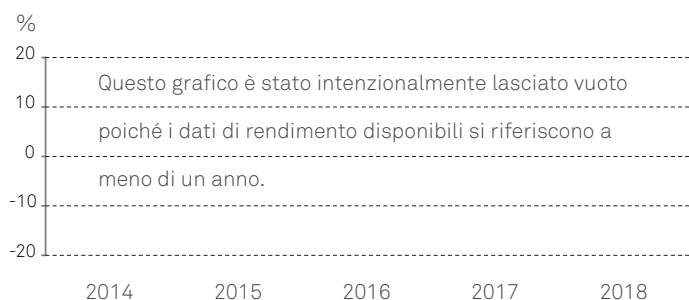 %
20
Questo grafico è stato intenzionalmente lasciato vuoto
10
poiché i dati di rendimento disponibili si riferiscono a
0
meno di un anno.
-10
-20
2014 2015 2016 2017 2018